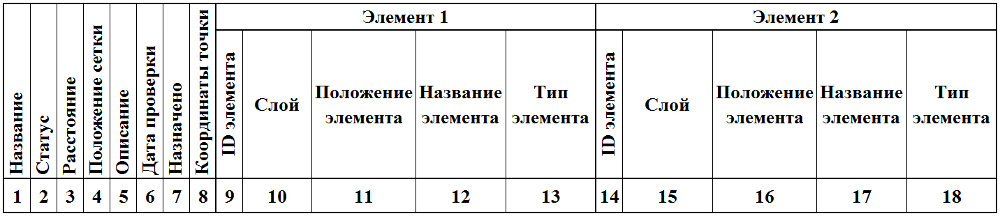 Название
Статус
Расстояние
Положение сетки
Описание
Дата проверки
Назначено
Координаты точки
Элемент 1
ID элемента
Слой
Положение
элемента
Название
элемента
Тип
элемента
Элемент 2
ID элемента
Слой
Положение
элемента
Название
элемента
Тип
элемента
1 2 3 4 5 6 7 8 9 10 11 12 13 14 15 16 17 18